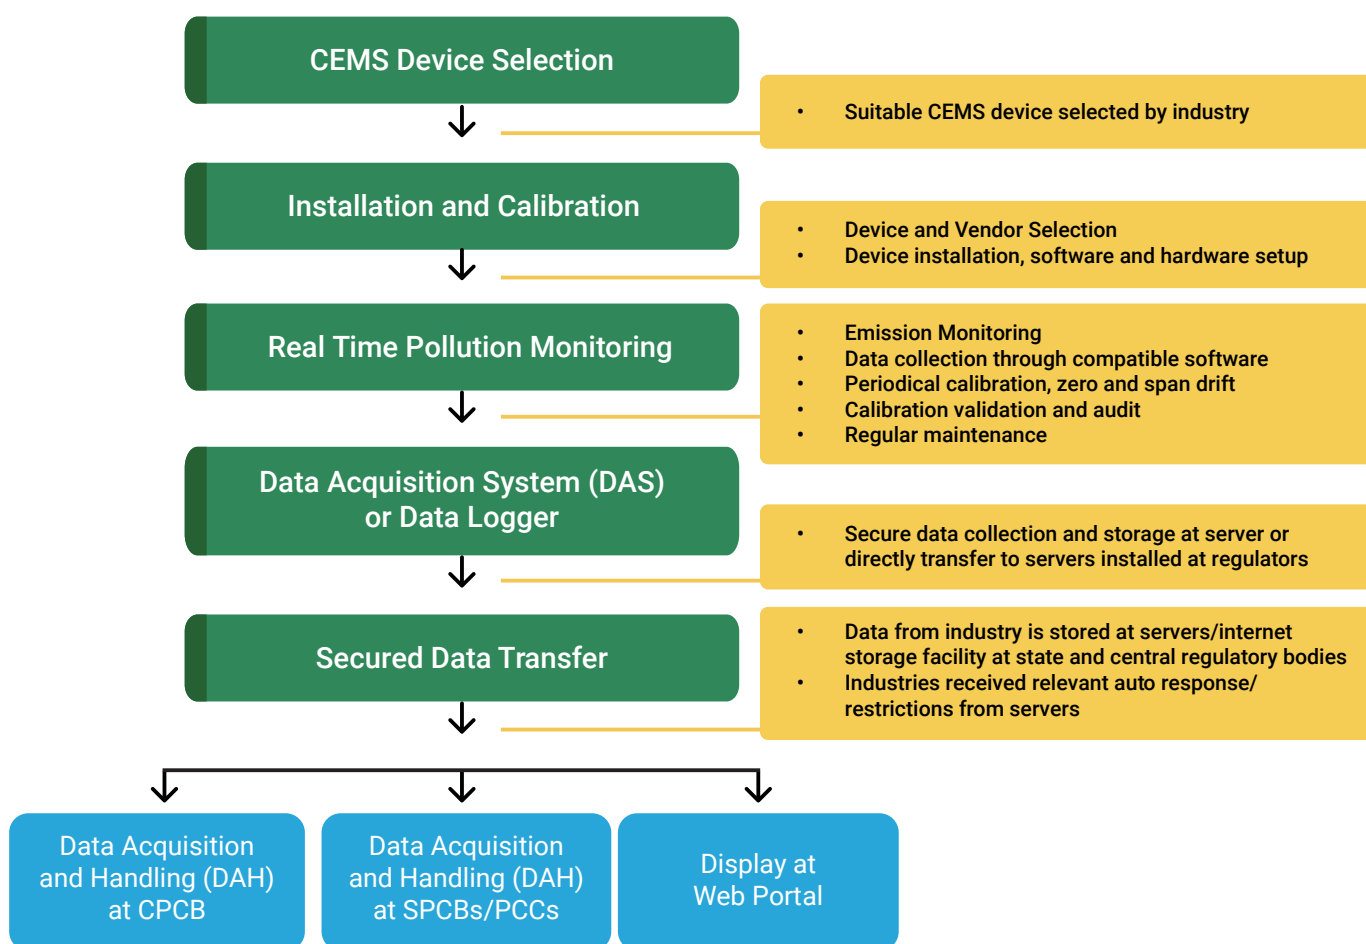 CEMS Device Selection
• Suitable CEMS device selected by industry
Installation and Calibration
• Device and Vendor Selection
• Device installation, software and hardware setup
Real Time Pollution Monitoring
• Emission Monitoring
• Data collection through compatible software
• Periodical calibration, zero and span drift
• Calibration validation and audit
• Regular maintenance
Data Acquisition System (DAS)
or Data Logger
• Secure data collection and storage at server or
directly transfer to servers installed at regulators
Secured Data Transfer
• Data from industry is stored at servers/internet
storage facility at state and central regulatory bodies
• Industries received relevant auto response/
restrictions from servers
Data Acquisition
and Handling (DAH)
at CPCB
Data Acquisition
and Handling (DAH)
at SPCBs/PCCs
Display at
Web Portal